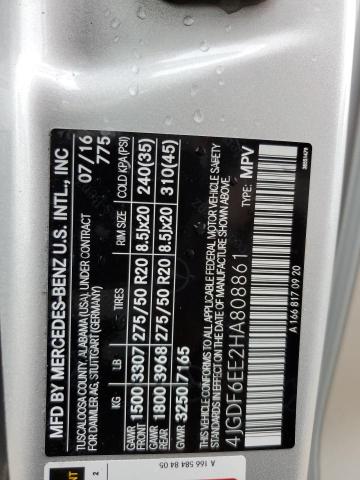 MFD BY MERCEDES-BENZ U.S. INTL., INC
TUSCALOOSA COUNTY, ALABAMA (USA), UNDER CONTRACT
FOR DAIMLER AG, STUTTGART (GERMANY)
07/16
775
KG LB TIRES RIM SIZE COLD KPA(PSI)
GAWR FRONT 1500 3307 275/50 R20 (8.5Jx20 240(35)
GAWR REAR 1800 3968 275/50 R20 (8.5Jx20 310(45)
GVWR 3250 7165
THIS VEHICLE CONFORMS TO ALL APPLICABLE FEDERAL MOTOR VEHICLE SAFETY
STANDARDS IN EFFECT ON THE DATE OF MANUFACTURE SHOWN ABOVE.
4JGDF6EE2HA808861 TYPE: MPV
A 166 817 09 20
A 166 584 84 05
2